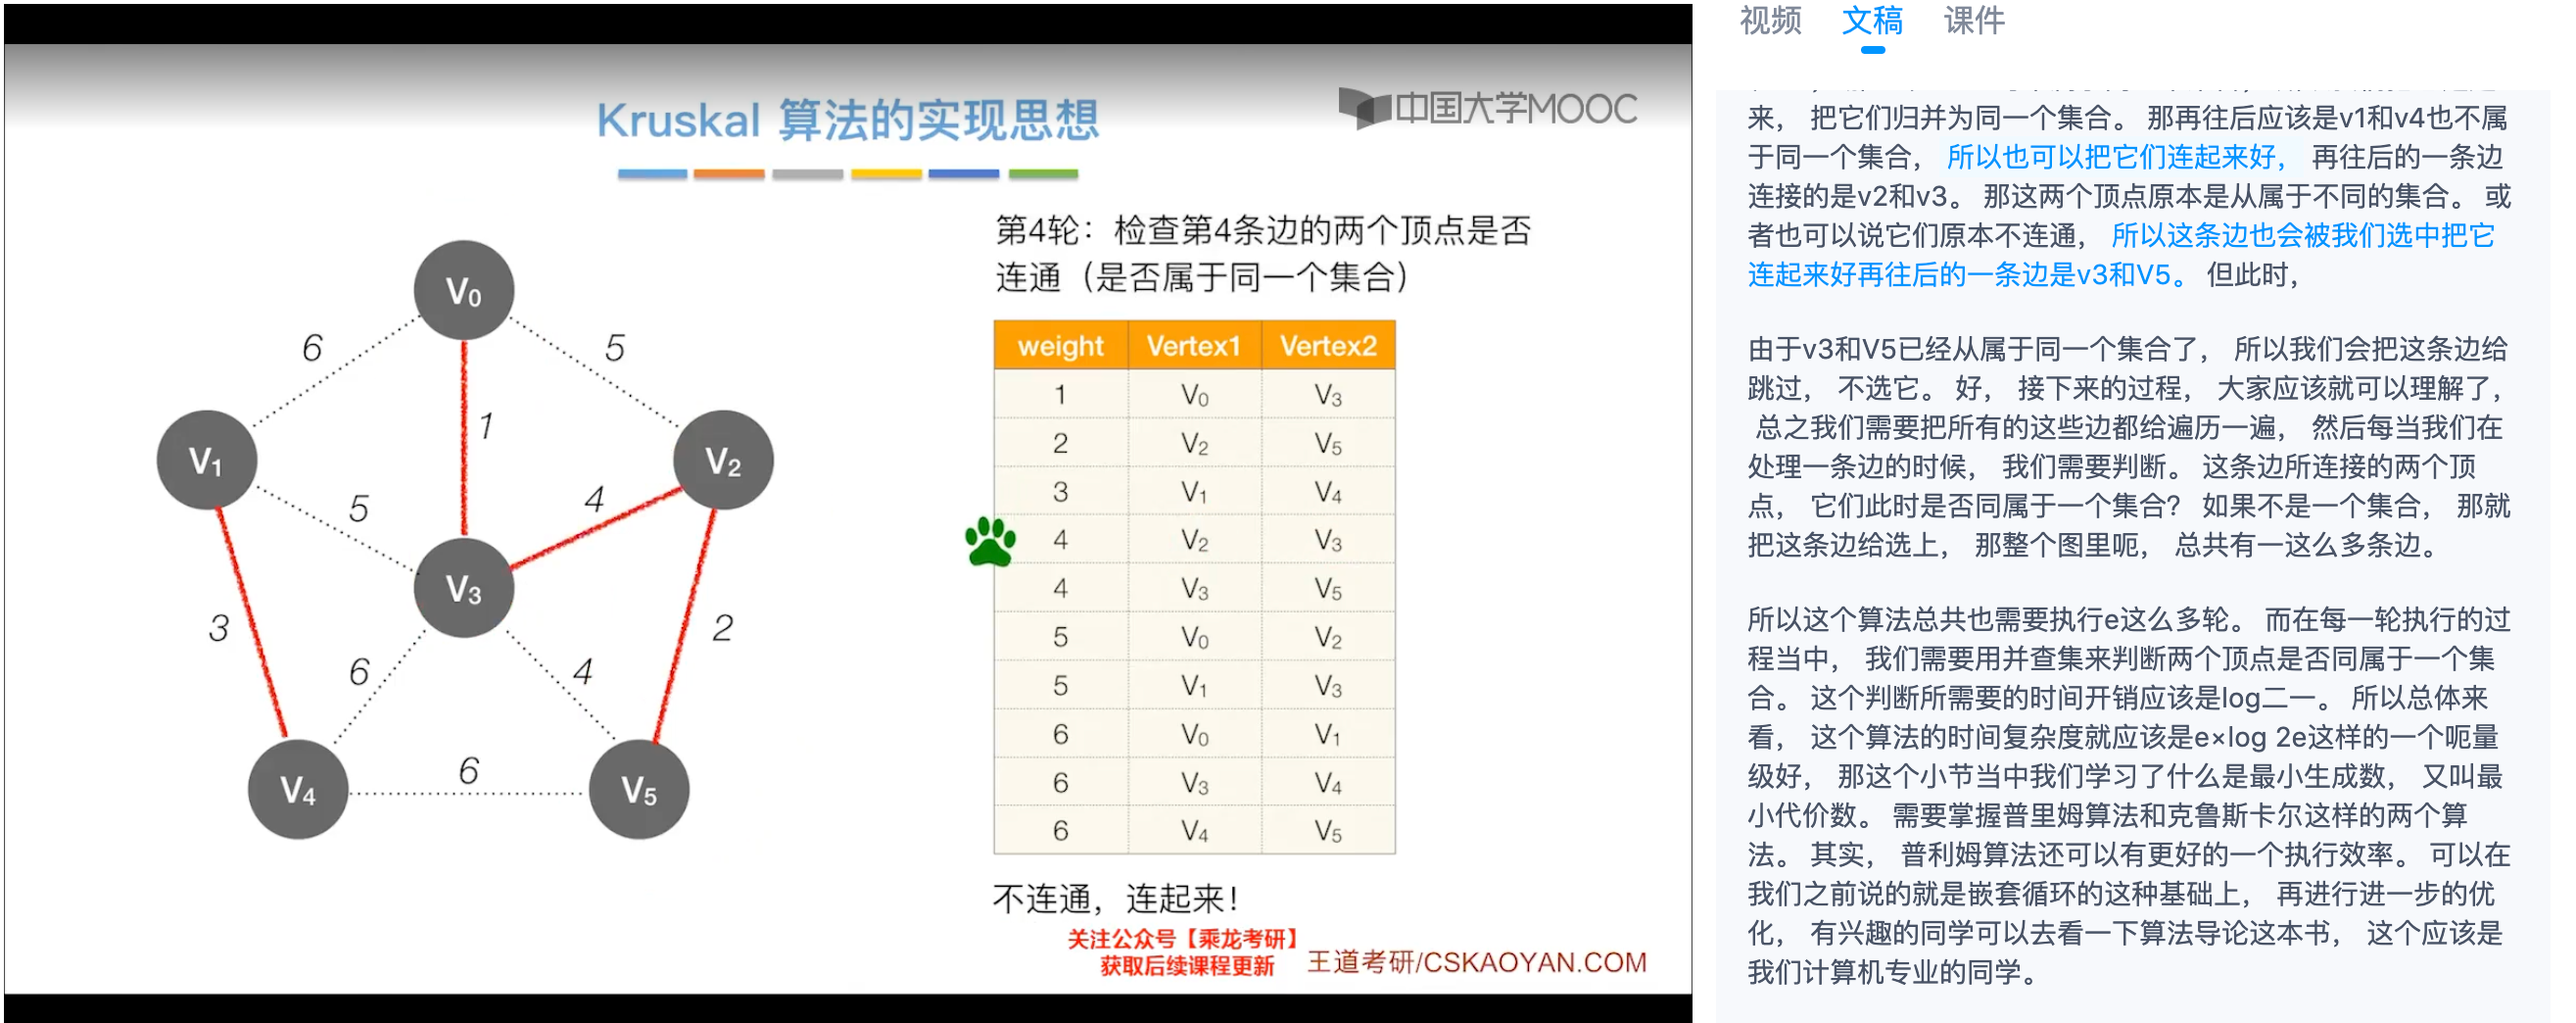 Kruskal 算法的实现思想
中国大学MOOC
第4轮：检查第4条边的两个顶点是否
连通（是否属于同一个集合）
V0
V1
V2
V3
V4
V5
6
5
1
5
4
3
6
4
2
6
weight Vertex1 Vertex2
1 V0 V3
2 V2 V5
3 V1 V4
4 V2 V3
4 V3 V5
5 V0 V2
5 V1 V3
6 V0 V1
6 V3 V4
6 V4 V5
不连通，连起来！
关注公众号【乘龙考研】
获取后续课程更新
王道考研/CSKAOYAN.COM
视频 文稿 课件
来， 把它们归并为同一个集合。 那再往后应该是v1和v4也不属
于同一个集合， 所以也可以把它们连起来好， 再往后的一条边
连接的是v2和v3。 那这两个顶点原本是从属于不同的集合。 或
者也可以说它们原本不连通， 所以这条边也会被我们选中把它
连起来好再往后的一条边是v3和V5。 但此时，
由于v3和V5已经从属于同一个集合了， 所以我们会把这条边给
跳过， 不选它。 好， 接下来的过程， 大家应该就可以理解了，
总之我们需要把所有的这些边都给遍历一遍， 然后每当我们在
处理一条边的时候， 我们需要判断。 这条边所连接的两个顶
点， 它们此时是否同属于一个集合？ 如果不是一个集合， 那就
把这条边给选上， 那整个图里呃， 总共有一这么多条边。
所以这个算法总共也需要执行e这么多轮。 而在每一轮执行的过
程当中， 我们需要用并查集来判断两个顶点是否同属于一个集
合。 这个判断所需要的时间开销应该是log二一。 所以总体来
看， 这个算法的时间复杂度就应该是e×log 2e这样的一个呃量
级好， 那这个小节当中我们学习了什么是最小生成数， 又叫最
小代价数。 需要掌握普里姆算法和克鲁斯卡尔这样的两个算
法。 其实， 普利姆算法还可以有更好的一个执行效率。 可以在
我们之前说的就是嵌套循环的这种基础上， 再进行进一步的优
化， 有兴趣的同学可以去看一下算法导论这本书， 这个应该是
我们计算机专业的同学。